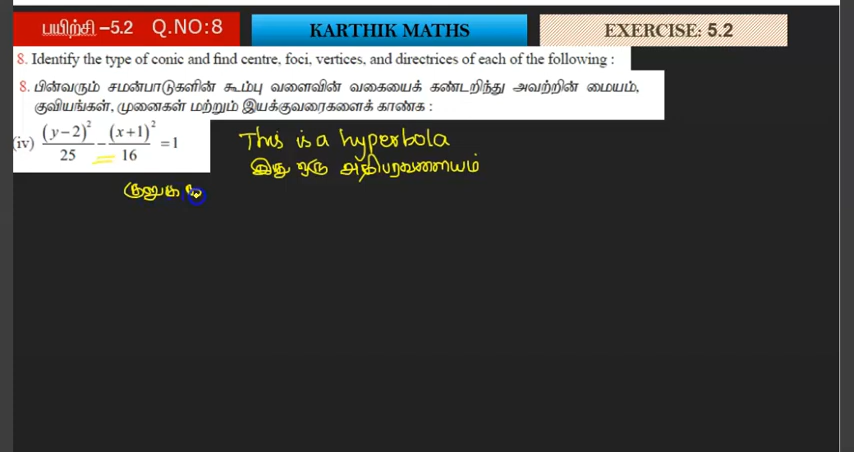 பயிற்சி –5.2 Q.NO:8
KARTHIK MATHS
EXERCISE: 5.2
8. Identify the type of conic and find centre, foci, vertices, and directrices of each of the following :
8. பின்வரும் சமன்பாடுகளின் கூம்பு வளைவின் வகையைக் கண்டறிந்து அவற்றின் மையம்,
குவியங்கள், முனைகள் மற்றும் இயக்குவரைகளைக் காண்க :
(iv) (y−2)²/25 − (x+1)²/16 = 1
This is a hyperbola
இது ஒரு அதிபரவளையம்